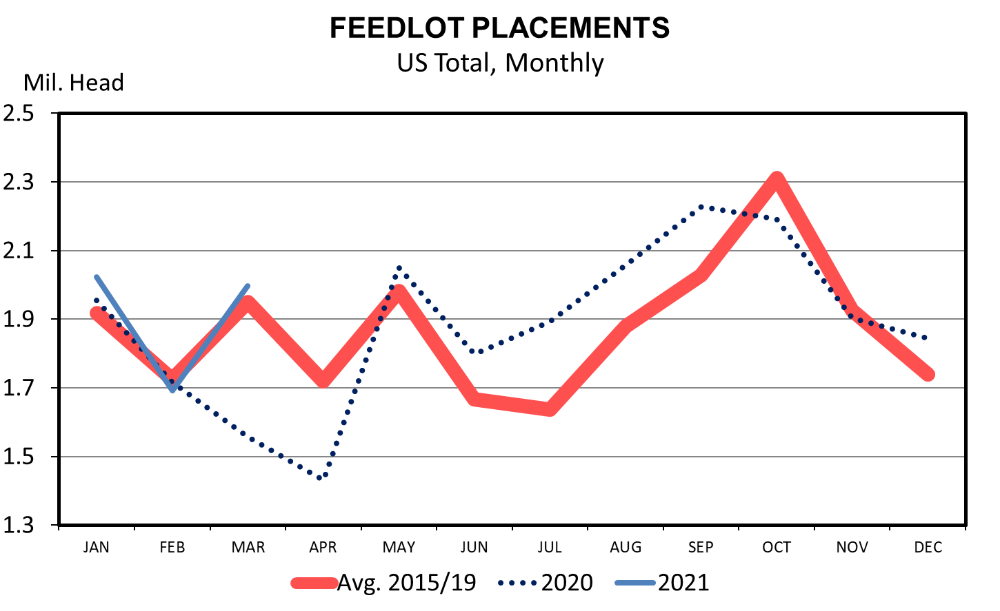 FEEDLOT PLACEMENTS
US Total, Monthly
Mil. Head
2.5
2.3
2.1
1.9
1.7
1.5
1.3
JAN FEB MAR APR MAY JUN JUL AUG SEP OCT NOV DEC
Avg. 2015/19 2020 2021